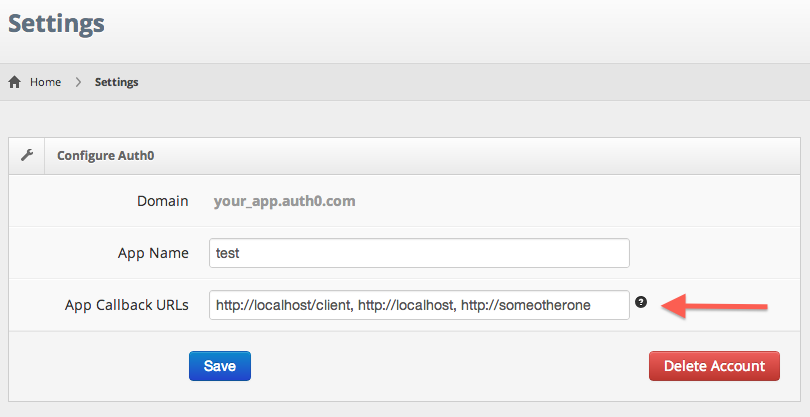 Settings
Home > Settings
Configure Auth0
Domain your_app.auth0.com
App Name test
App Callback URLs http://localhost/client, http://localhost, http://someotherone ?
Save Delete Account